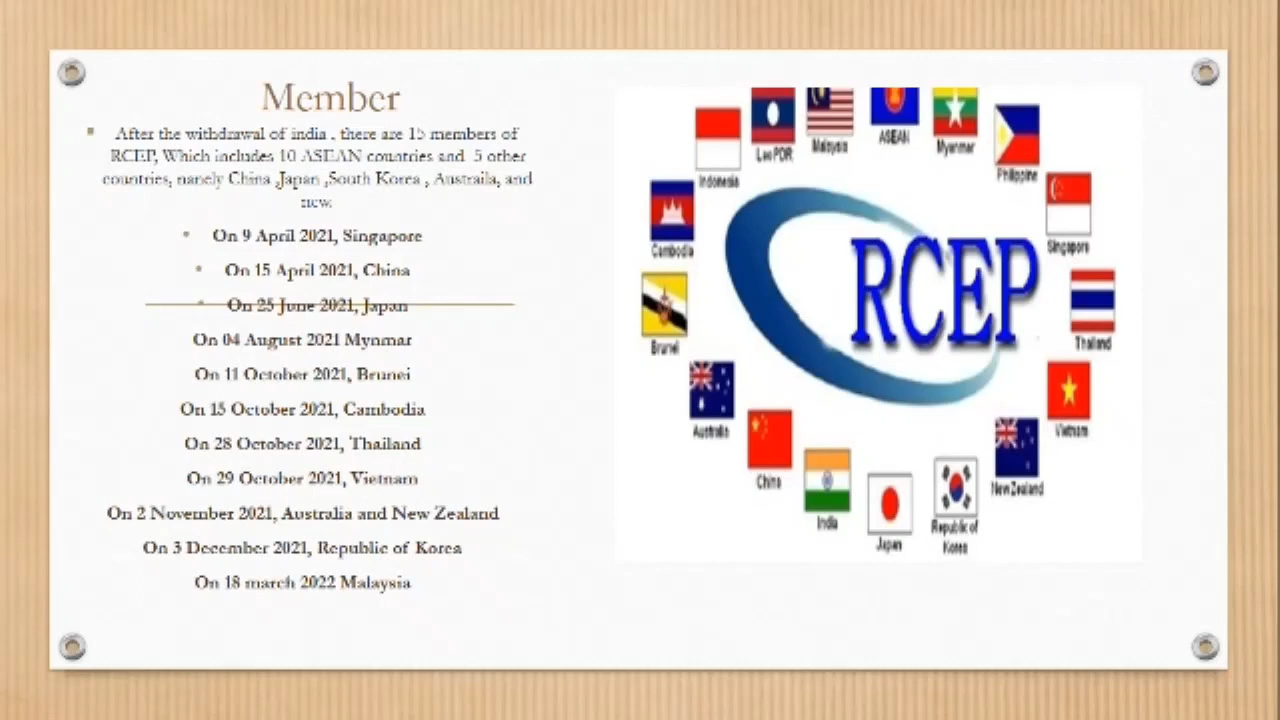 Member
After the withdrawal of india , there are 15 members of
RCEP, Which includes 10 ASEAN countries and 5 other
countries, namely China ,Japan ,South Korea , Austraila, and
new.
On 9 April 2021, Singapore
On 15 April 2021, China
On 25 June 2021, Japan
On 04 August 2021 Mynmar
On 11 October 2021, Brunei
On 15 October 2021, Cambodia
On 28 October 2021, Thailand
On 29 October 2021, Vietnam
On 2 November 2021, Australia and New Zealand
On 3 December 2021, Republic of Korea
On 18 march 2022 Malaysia
Indonesia
Lao PDR
Malaysia
ASEAN
Myanmar
Philippine
Singapore
Thailand
Vietnam
New Zealand
Republic of
Korea
Japan
India
China
Australia
Brunei
Cambodia
RCEP